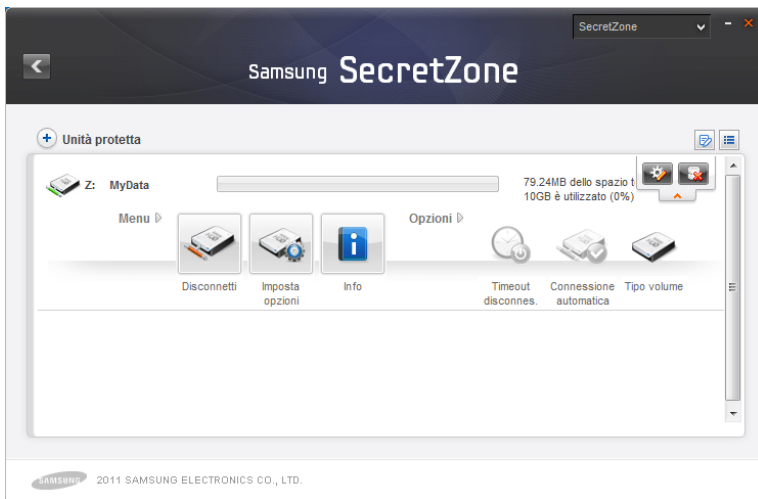 SecretZone
Samsung SecretZone
Unità protetta
Z: MyData
79.24MB dello spazio t
10GB è utilizzato (0%)
Menu
Opzioni
Disconnetti
Imposta opzioni
Info
Timeout disconnes.
Connessione automatica
Tipo volume
SAMSUNG 2011 SAMSUNG ELECTRONICS CO., LTD.